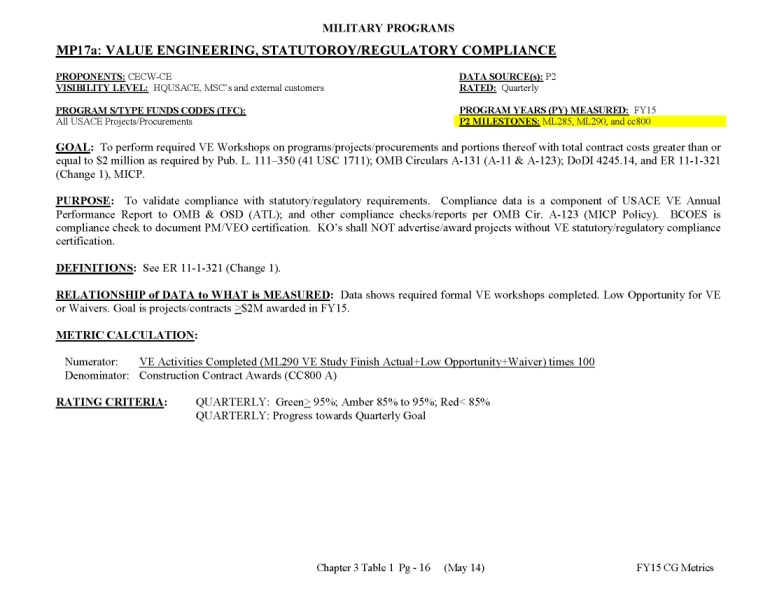 MILITARY PROGRAMS
MP17a: VALUE ENGINEERING, STATUTOROY/REGULATORY COMPLIANCE
PROPONENTS: CECW-CE
DATA SOURCE(s): P2
VISIBILITY LEVEL: HQUSACE, MSC's and external customers
RATED: Quarterly
PROGRAM S/TYPE FUNDS CODES (TFC):
PROGRAM YEARS (PY) MEASURED: FY15
All USACE Projects/Procurements
P2 MILESTONES: ML285, ML290, and cc800
GOAL: To perform required VE Workshops on programs/projects/procurements and portions thereof with total contract costs greater than or
equal to $2 million as required by Pub. L. 111–350 (41 USC 1711); OMB Circulars A-131 (A-11 & A-123); DoDI 4245.14, and ER 11-1-321
(Change 1), MICP.
PURPOSE: To validate compliance with statutory/regulatory requirements. Compliance data is a component of USACE VE Annual
Performance Report to OMB & OSD (ATL); and other compliance checks/reports per OMB Cir. A-123 (MICP Policy). BCOES is
compliance check to document PM/VEO certification. KO's shall NOT advertise/award projects without VE statutory/regulatory compliance
certification.
DEFINITIONS: See ER 11-1-321 (Change 1).
RELATIONSHIP of DATA to WHAT is MEASURED: Data shows required formal VE workshops completed. Low Opportunity for VE
or Waivers. Goal is projects/contracts >$2M awarded in FY15.
METRIC CALCULATION:
Numerator: VE Activities Completed (ML290 VE Study Finish Actual+Low Opportunity+Waiver) times 100
Denominator: Construction Contract Awards (CC800 A)
RATING CRITERIA: QUARTERLY: Green> 95%; Amber 85% to 95%; Red< 85%
QUARTERLY: Progress towards Quarterly Goal
Chapter 3 Table 1 Pg - 16 (May 14)
FY15 CG Metrics